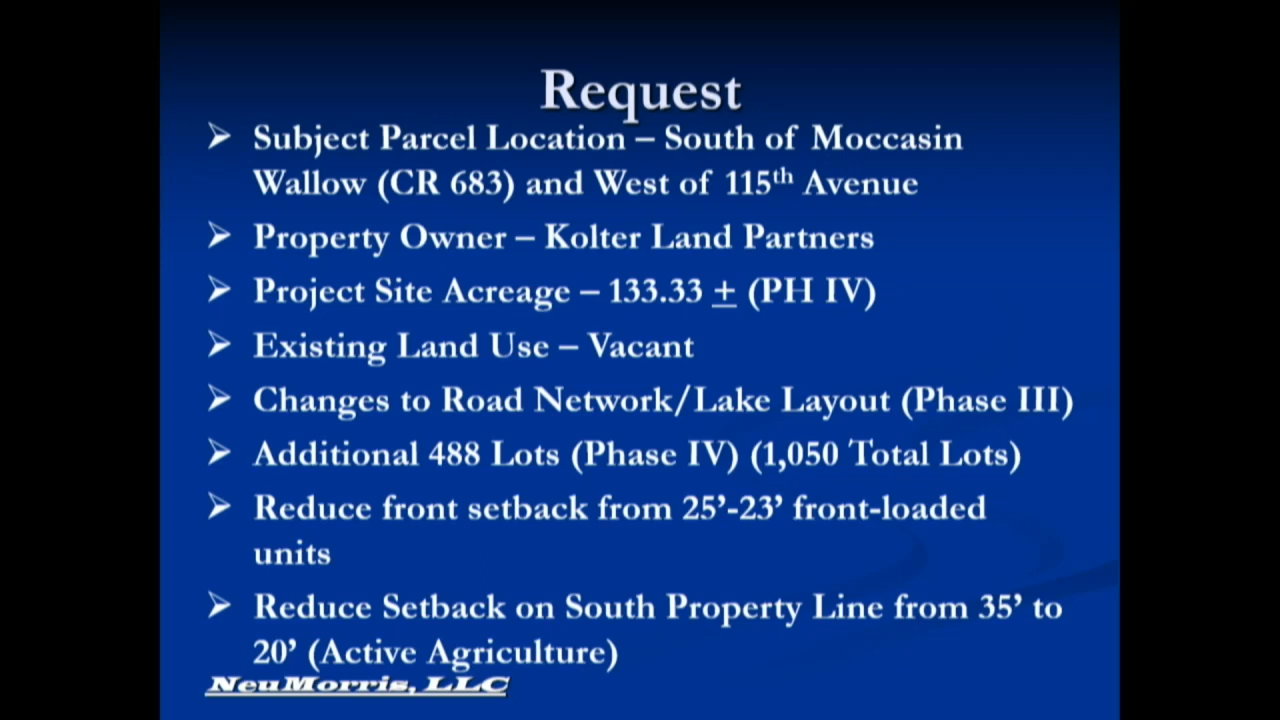 Request
Subject Parcel Location – South of Moccasin
Wallow (CR 683) and West of 115th Avenue
Property Owner – Kolter Land Partners
Project Site Acreage – 133.33 ± (PH IV)
Existing Land Use – Vacant
Changes to Road Network/Lake Layout (Phase III)
Additional 488 Lots (Phase IV) (1,050 Total Lots)
Reduce front setback from 25’-23’ front-loaded
units
Reduce Setback on South Property Line from 35’ to
20’ (Active Agriculture)
NeuMorris, LLC